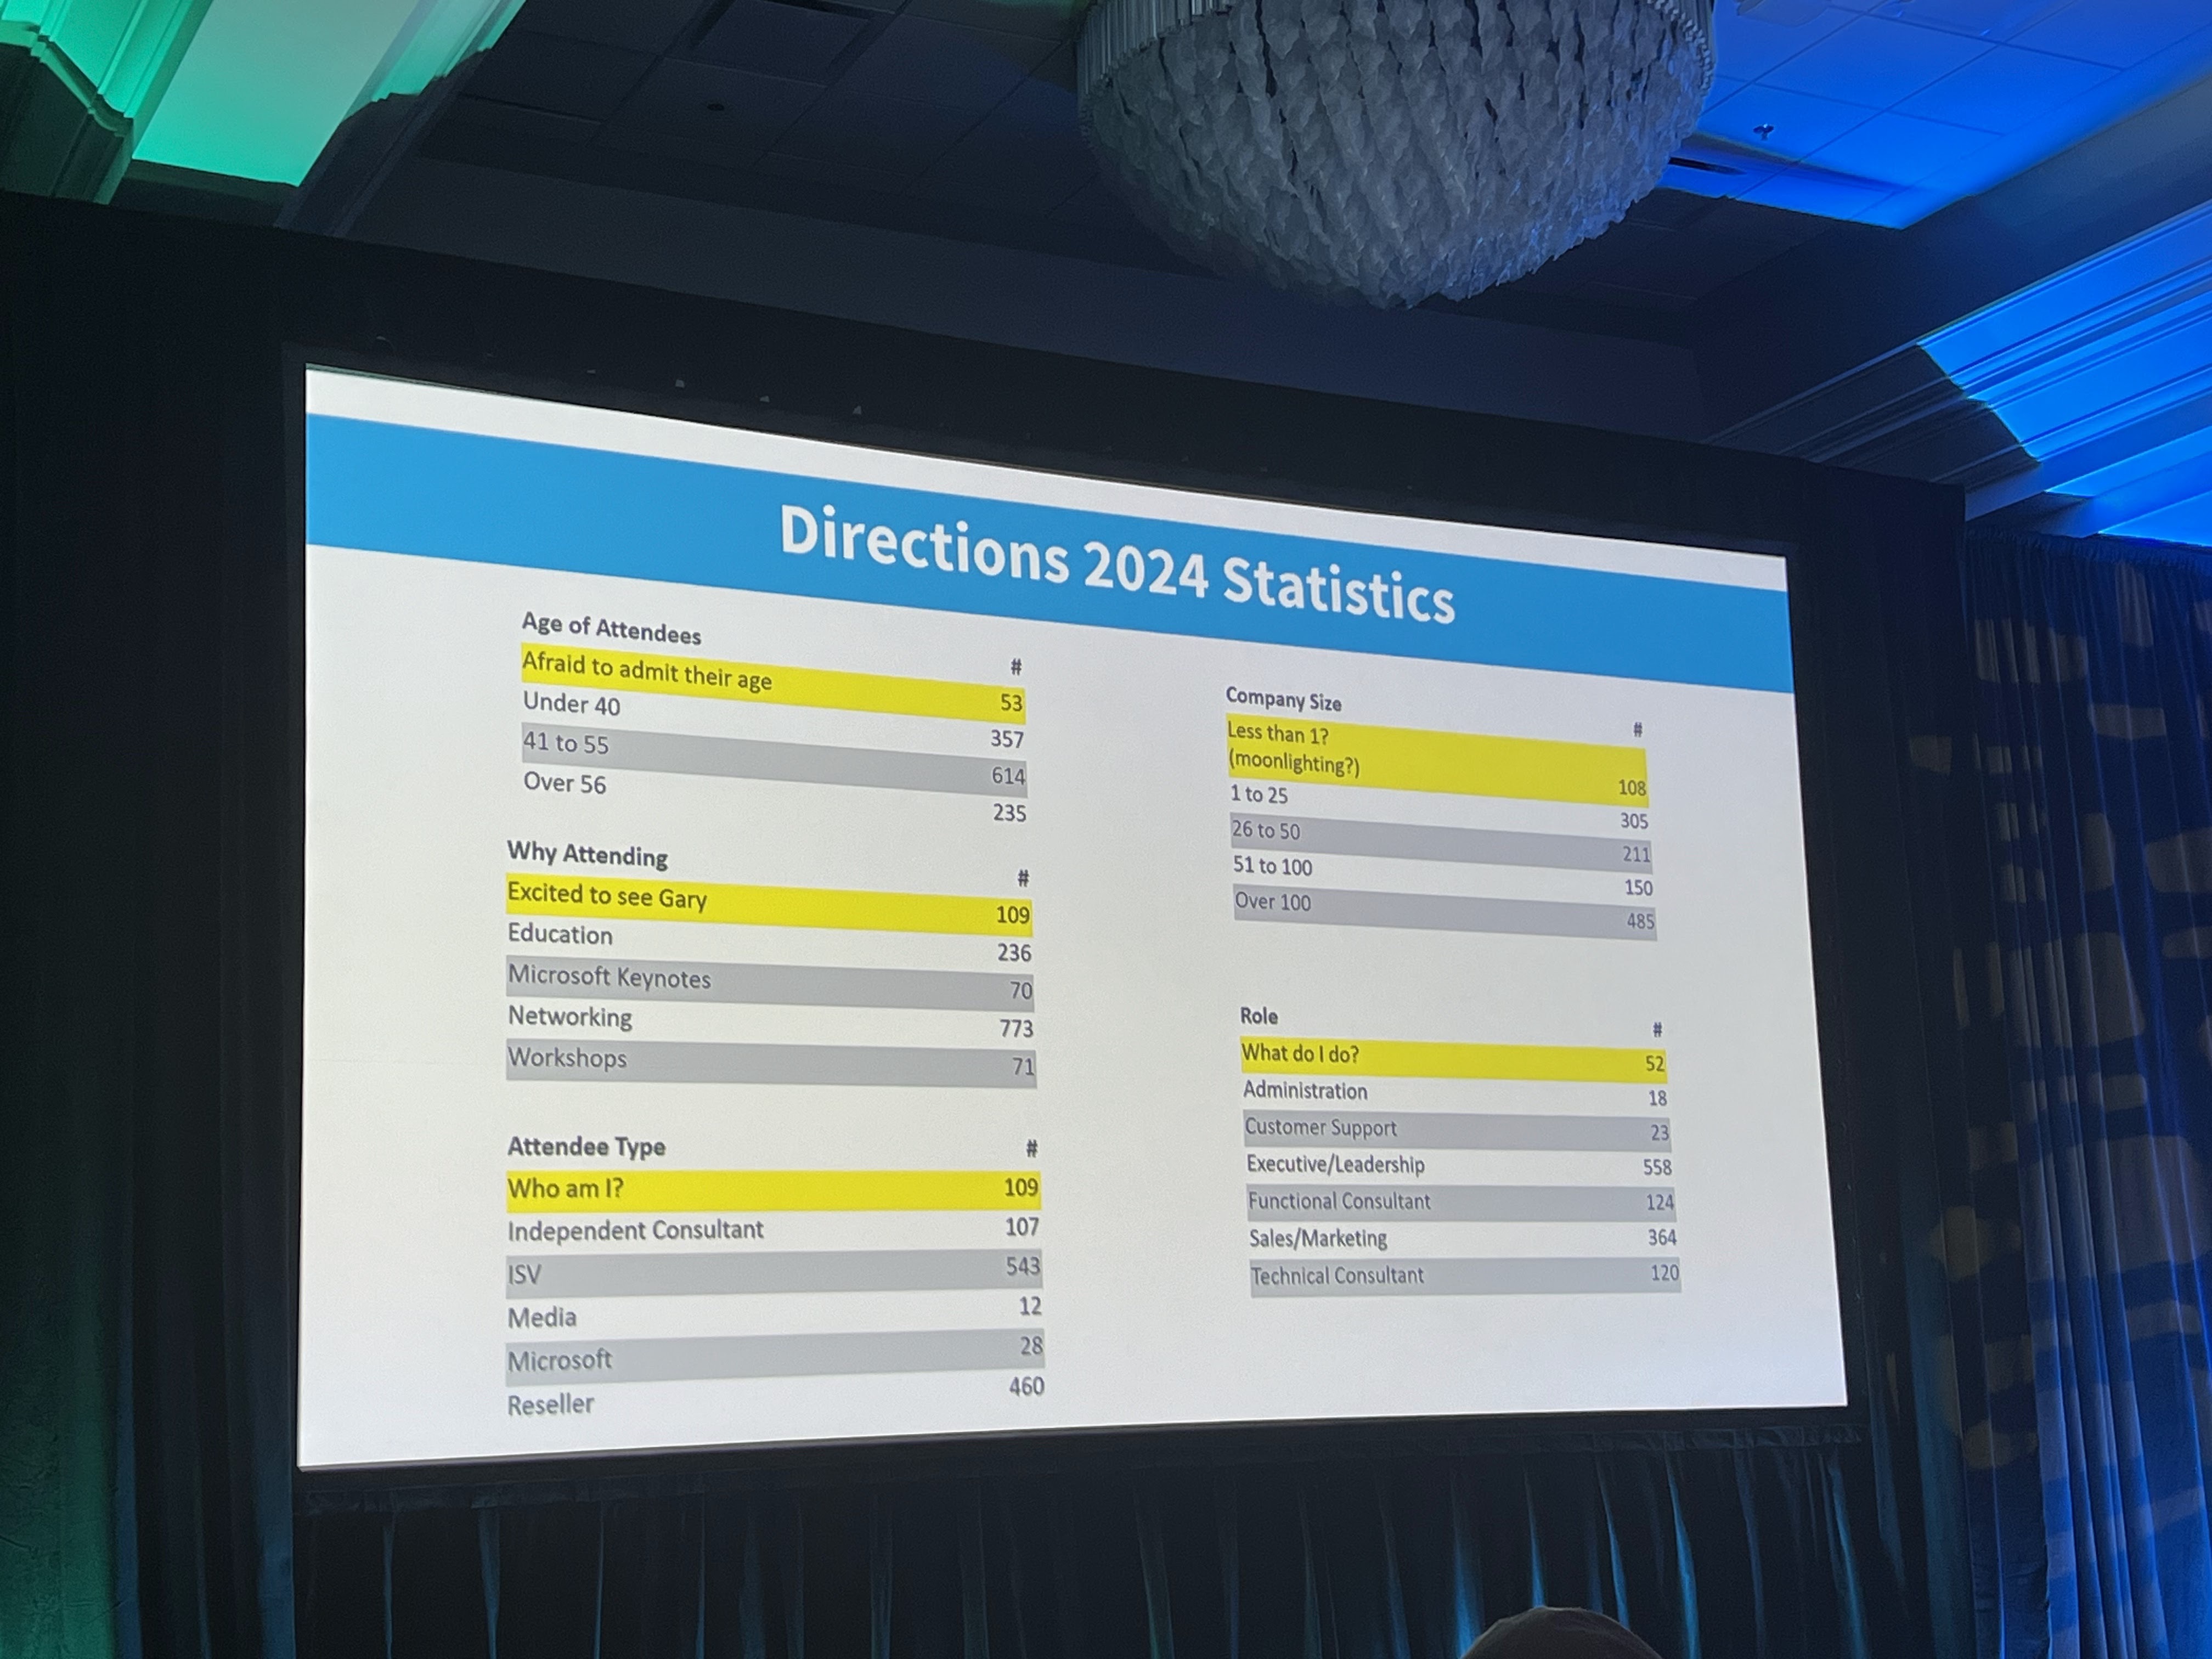 Directions 2024 Statistics
Age of Attendees #
Afraid to admit their age 53
Under 40 357
41 to 55 614
Over 56 235
Why Attending #
Excited to see Gary 109
Education 236
Microsoft Keynotes 70
Networking 773
Workshops 71
Attendee Type #
Who am I? 109
Independent Consultant 107
ISV 543
Media 12
Microsoft 28
Reseller 460
Company Size #
Less than 1?
(moonlighting?) 108
1 to 25 305
26 to 50 211
51 to 100 150
Over 100 485
Role #
What do I do? 52
Administration 18
Customer Support 23
Executive/Leadership 558
Functional Consultant 124
Sales/Marketing 364
Technical Consultant 120